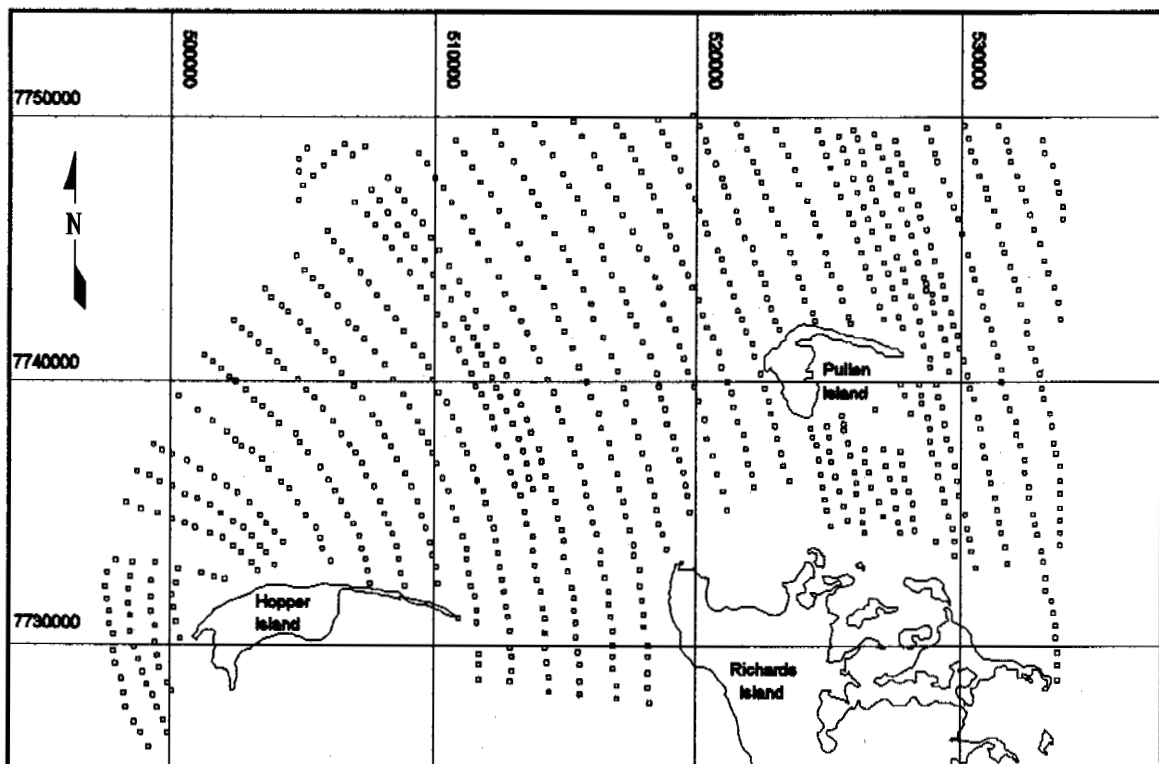 500000
510000
520000
530000
7750000
N
7740000
Pullen
Island
Hopper
Island
7730000
Richards
Island